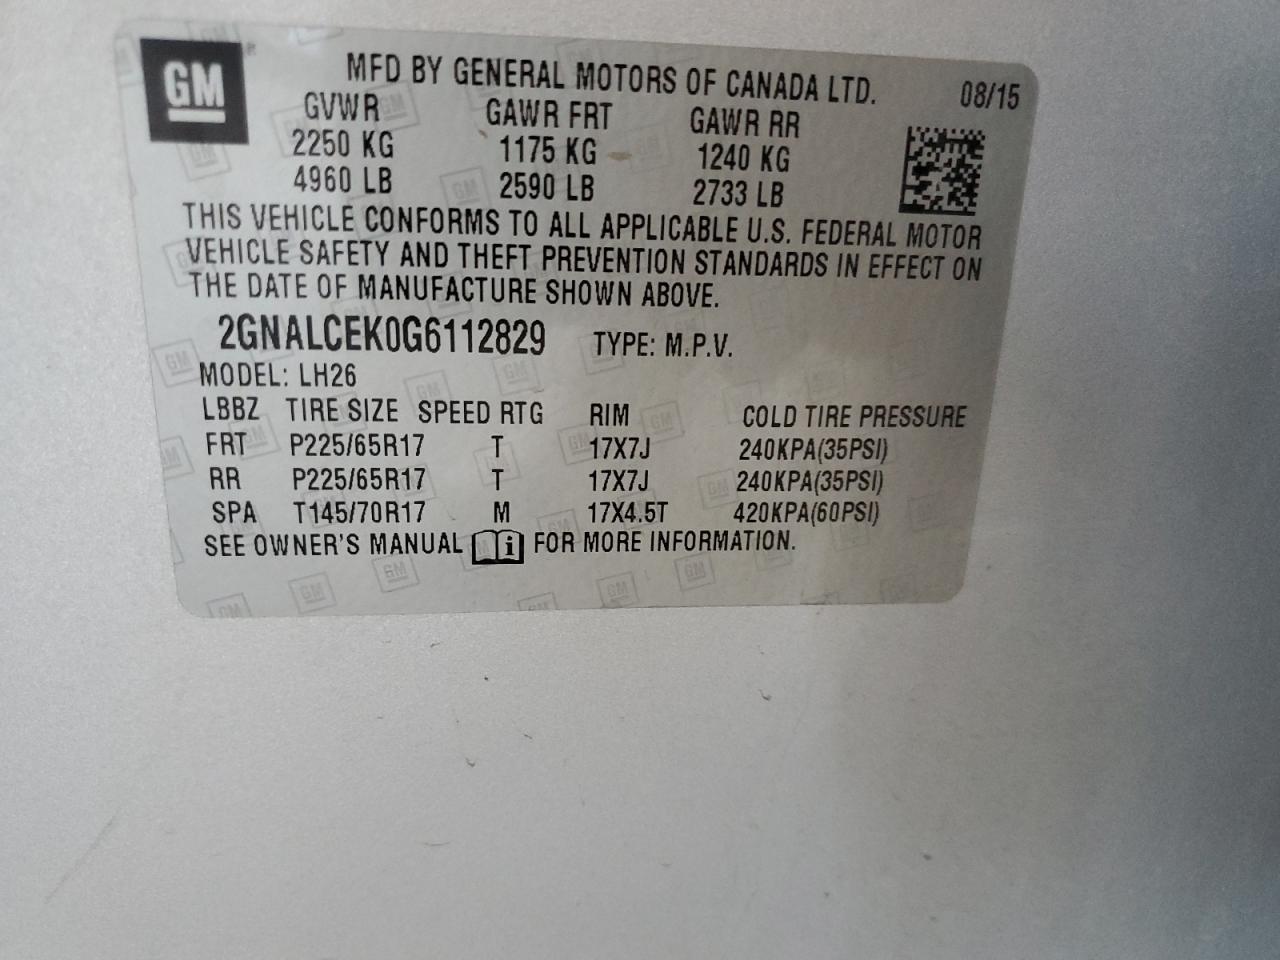 GM
MFD BY GENERAL MOTORS OF CANADA LTD. 08/15
GVWR GAWR FRT GAWR RR
2250 KG 1175 KG 1240 KG
4960 LB 2590 LB 2733 LB
THIS VEHICLE CONFORMS TO ALL APPLICABLE U.S. FEDERAL MOTOR
VEHICLE SAFETY AND THEFT PREVENTION STANDARDS IN EFFECT ON
THE DATE OF MANUFACTURE SHOWN ABOVE.
2GNALCEK0G6112829 TYPE: M.P.V.
MODEL: LH26
LBBZ TIRE SIZE SPEED RTG RIM COLD TIRE PRESSURE
FRT P225/65R17 T 17X7J 240KPA(35PSI)
RR P225/65R17 T 17X7J 240KPA(35PSI)
SPA T145/70R17 M 17X4.5T 420KPA(60PSI)
SEE OWNER'S MANUAL i FOR MORE INFORMATION.